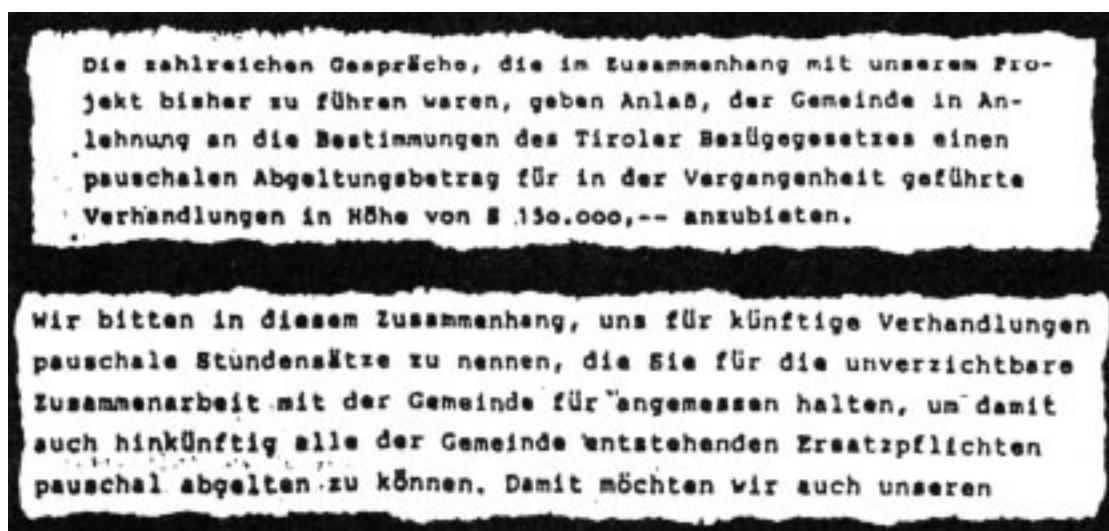 Die zahlreichen Gespräche, die im Zusammenhang mit unserem Pro-
jekt bisher zu führen waren, geben Anlaß, der Gemeinde in An-
lehnung an die Bestimmungen des Tiroler Bezügegesetzes einen
pauschalen Abgeltungsbetrag für in der Vergangenheit geführte
Verhandlungen in Höhe von S 150.000,-- anzubieten.
Wir bitten in diesem Zusammenhang, uns für künftige Verhandlungen
pauschale Stundensätze zu nennen, die Sie für die unverzichtbare
Zusammenarbeit mit der Gemeinde für angemessen halten, um damit
auch hinkünftig alle der Gemeinde entstehenden Ersatzpflichten
pauschal abgelten zu können. Damit möchten wir auch unseren